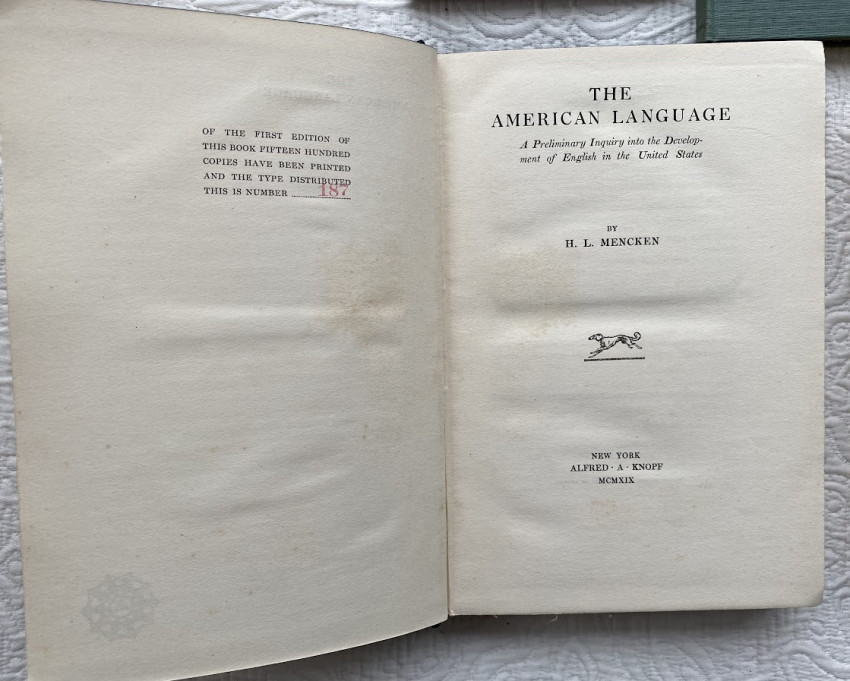 OF THE FIRST EDITION OF
THIS BOOK FIFTEEN HUNDRED
COPIES HAVE BEEN PRINTED
AND THE TYPE DISTRIBUTED
THIS IS NUMBER 187
THE
AMERICAN LANGUAGE
A Preliminary Inquiry into the Develop-
ment of English in the United States
BY
H. L. MENCKEN
NEW YORK
ALFRED · A · KNOPF
MCMXIX